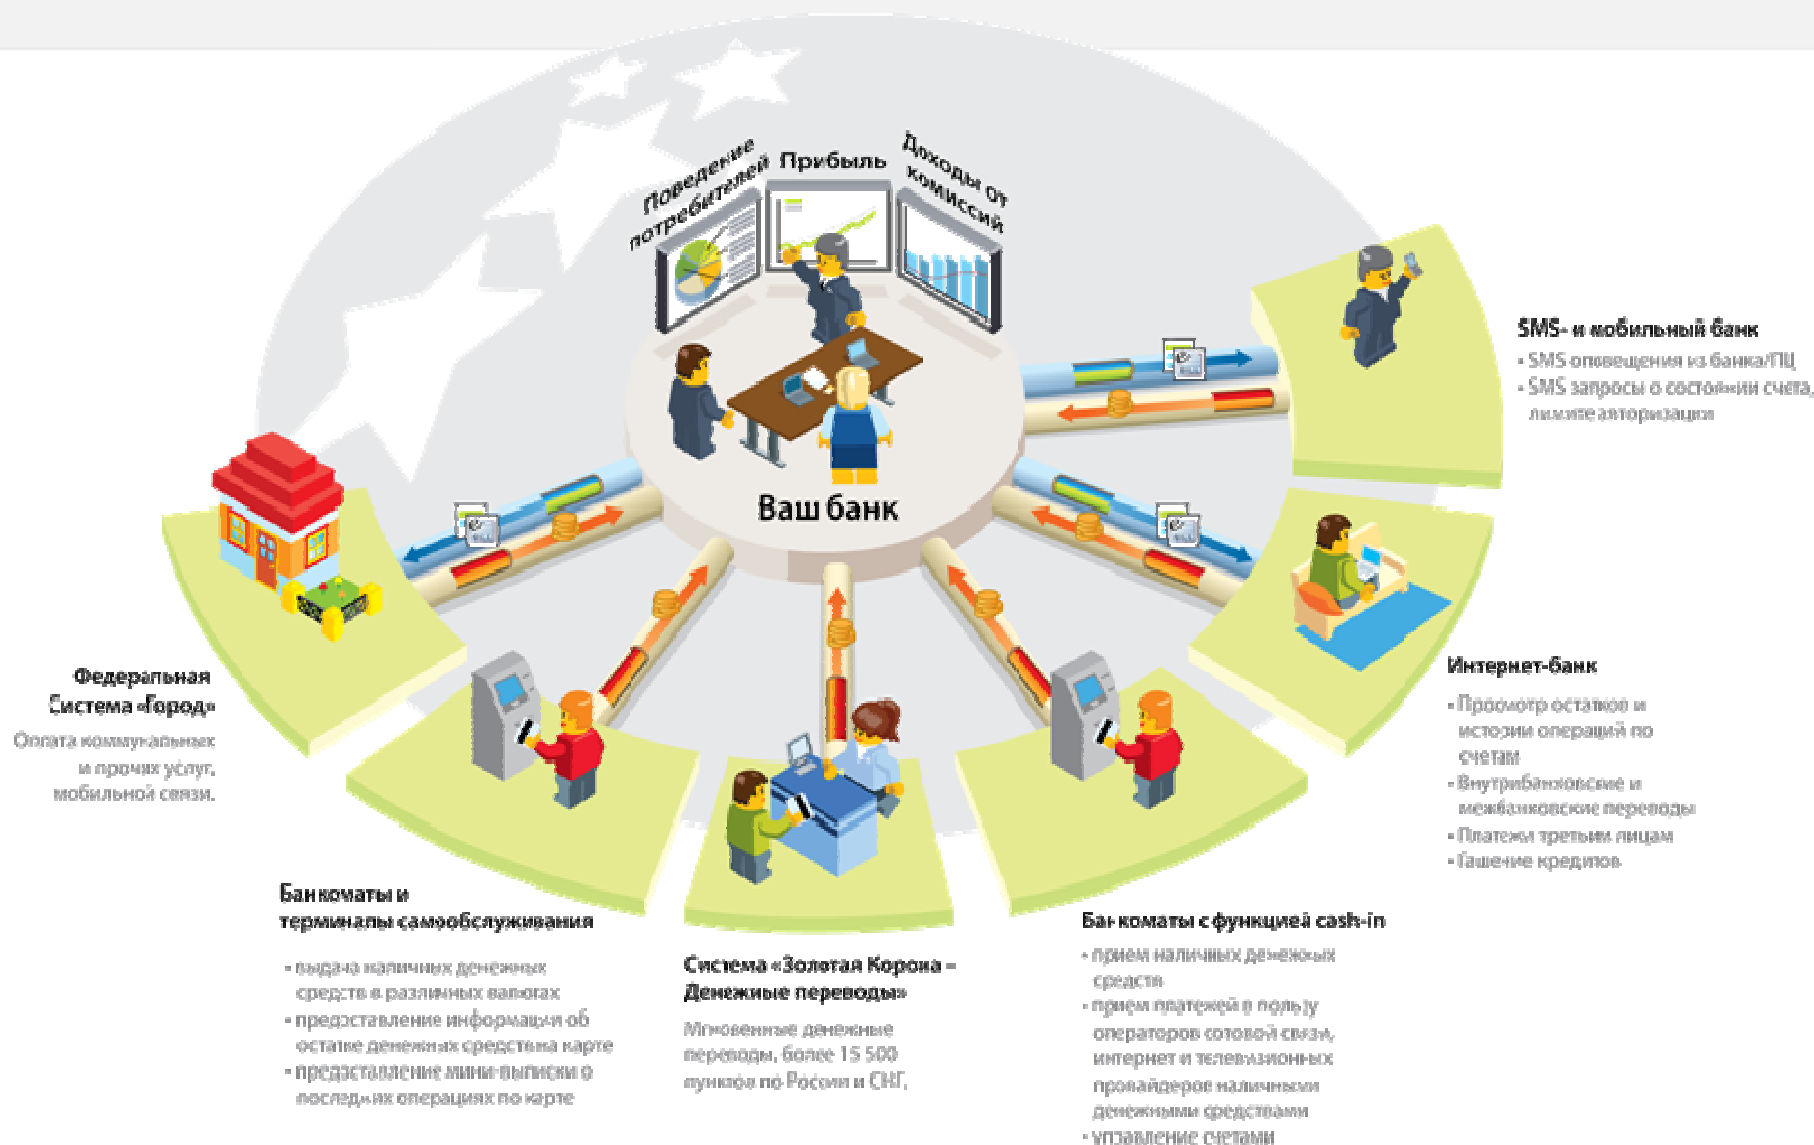 Поведение
потребителей
Прибыль
Доходы от
комиссий
Ваш банк
SMS- и мобильный банк
- SMS оповещения из банка/ПЦ
- SMS запросы о состоянии счета,
лимите авторизации
Интернет-банк
- Просмотр остатков и
истории операций по
счетам
- Внутрибанковские и
межбанковские переводы
- Платежи третьим лицам
- Гашение кредитов
Федеральная
Система «Город»
Оплата коммунальных
и прочих услуг,
мобильной связи.
Банкоматы и
терминалы самообслуживания
- выдача наличных денежных
средств в различных валютах
- предоставление информации об
остатке денежных средств на карте
- предоставление мини-выписки о
последних операциях по карте
Система «Золотая Корона –
Денежные переводы»
Мгновенные денежные
переводы, более 15 500
пунктов по России и СНГ.
Банкоматы с функцией cash-in
- прием наличных денежных
средств
- прием платежей в пользу
операторов сотовой связи,
интернет и телевизионных
провайдеров наличными
денежными средствами
- управление счетами